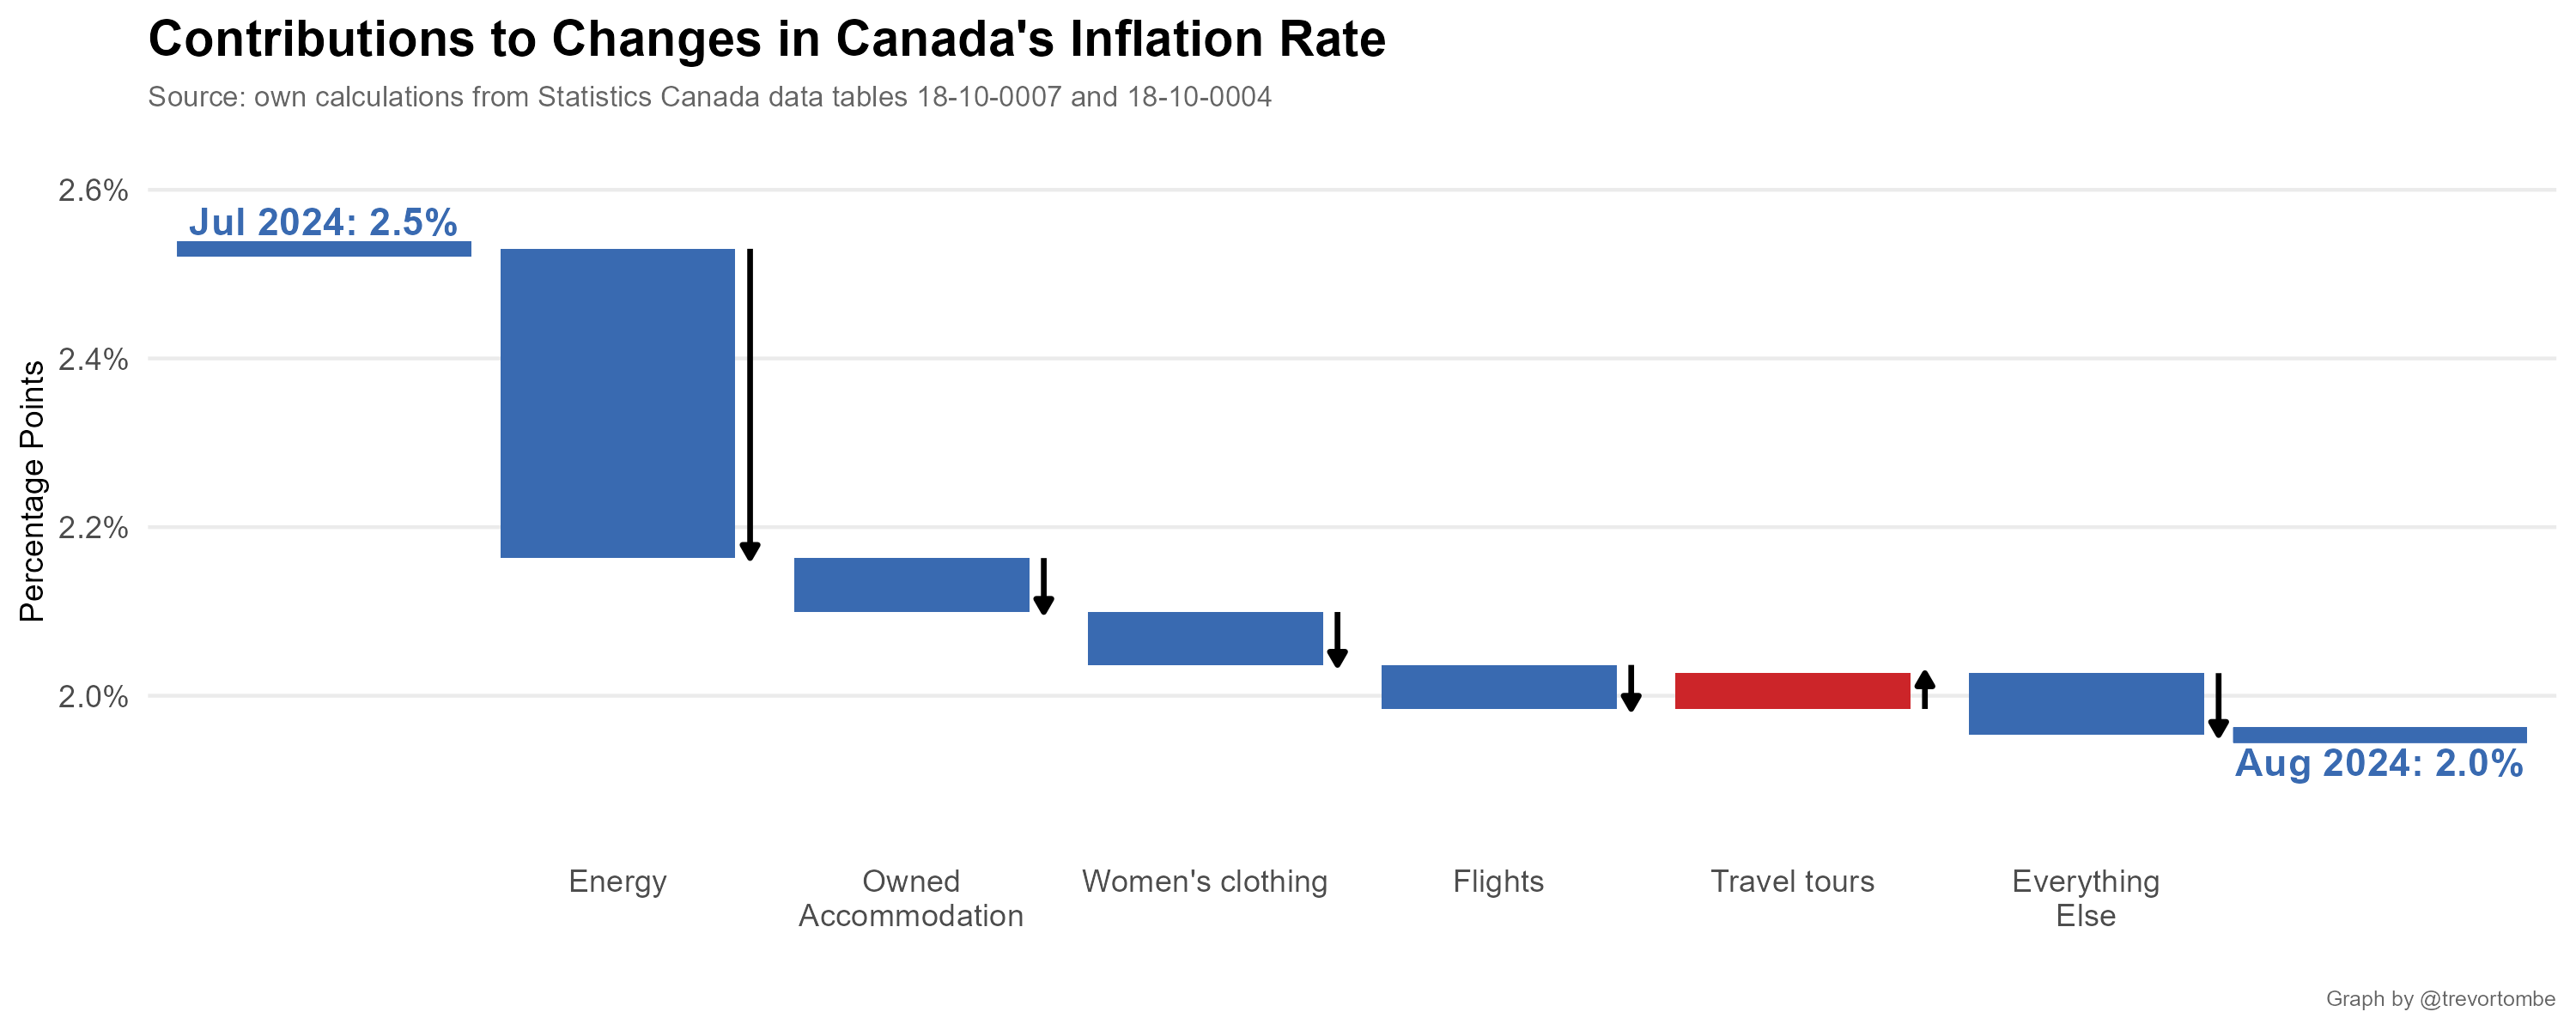 Contributions to Changes in Canada's Inflation Rate
Source: own calculations from Statistics Canada data tables 18-10-0007 and 18-10-0004
Percentage Points
2.6%
2.4%
2.2%
2.0%
Jul 2024: 2.5%
Aug 2024: 2.0%
Energy
Owned
Accommodation
Women's clothing
Flights
Travel tours
Everything
Else
Graph by @trevortombe